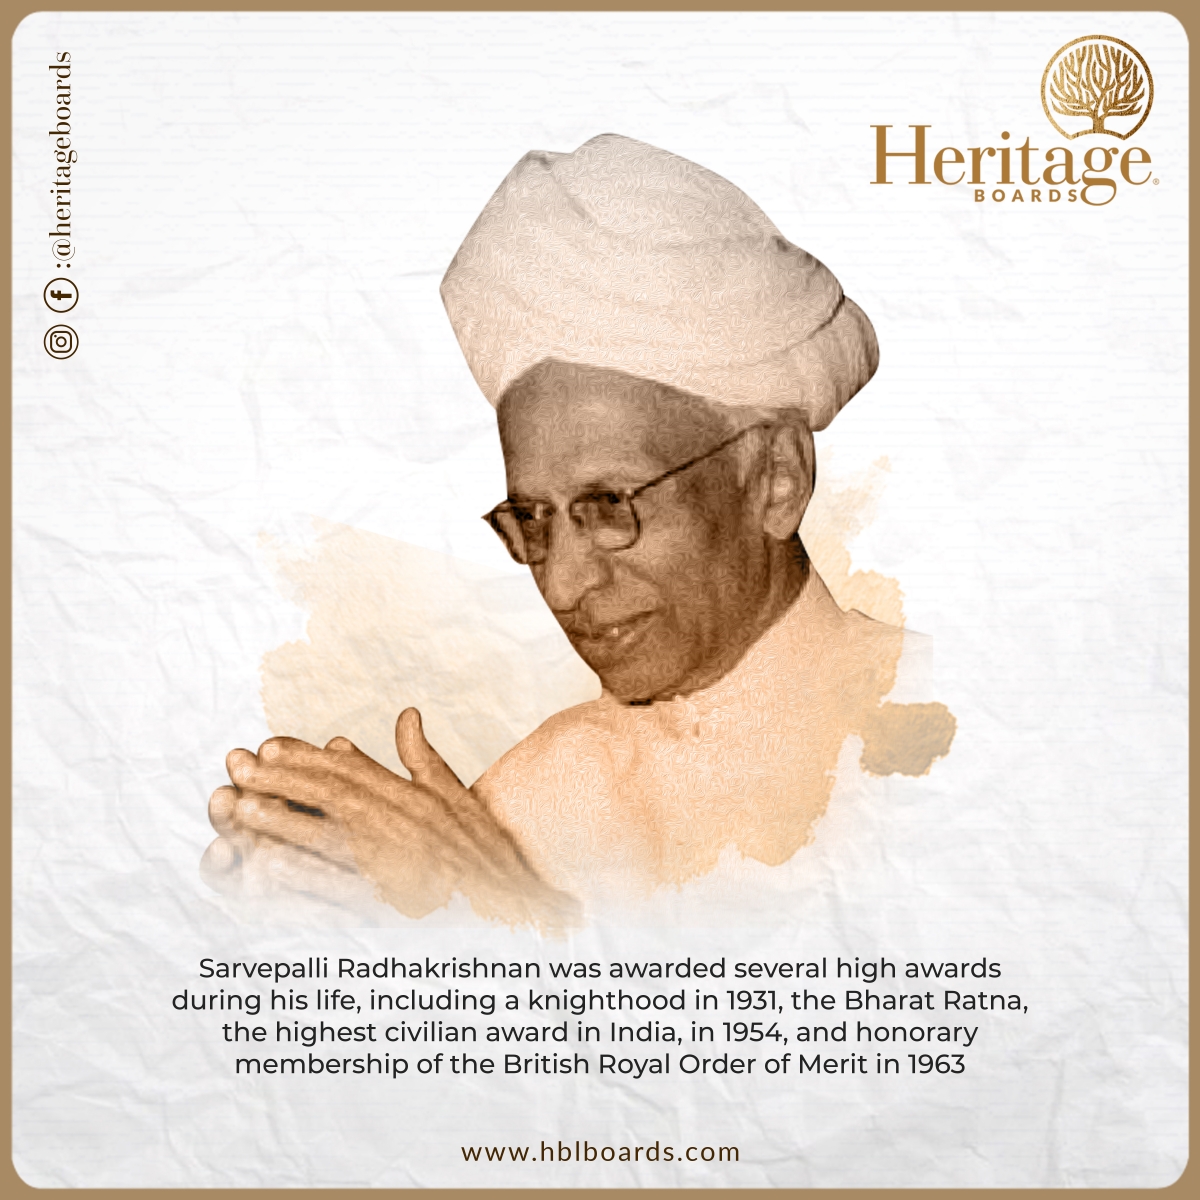 :@heritageboards
Heritage
BOARDS
Sarvepalli Radhakrishnan was awarded several high awards
during his life, including a knighthood in 1931, the Bharat Ratna,
the highest civilian award in India, in 1954, and honorary
membership of the British Royal Order of Merit in 1963
www.hblboards.com